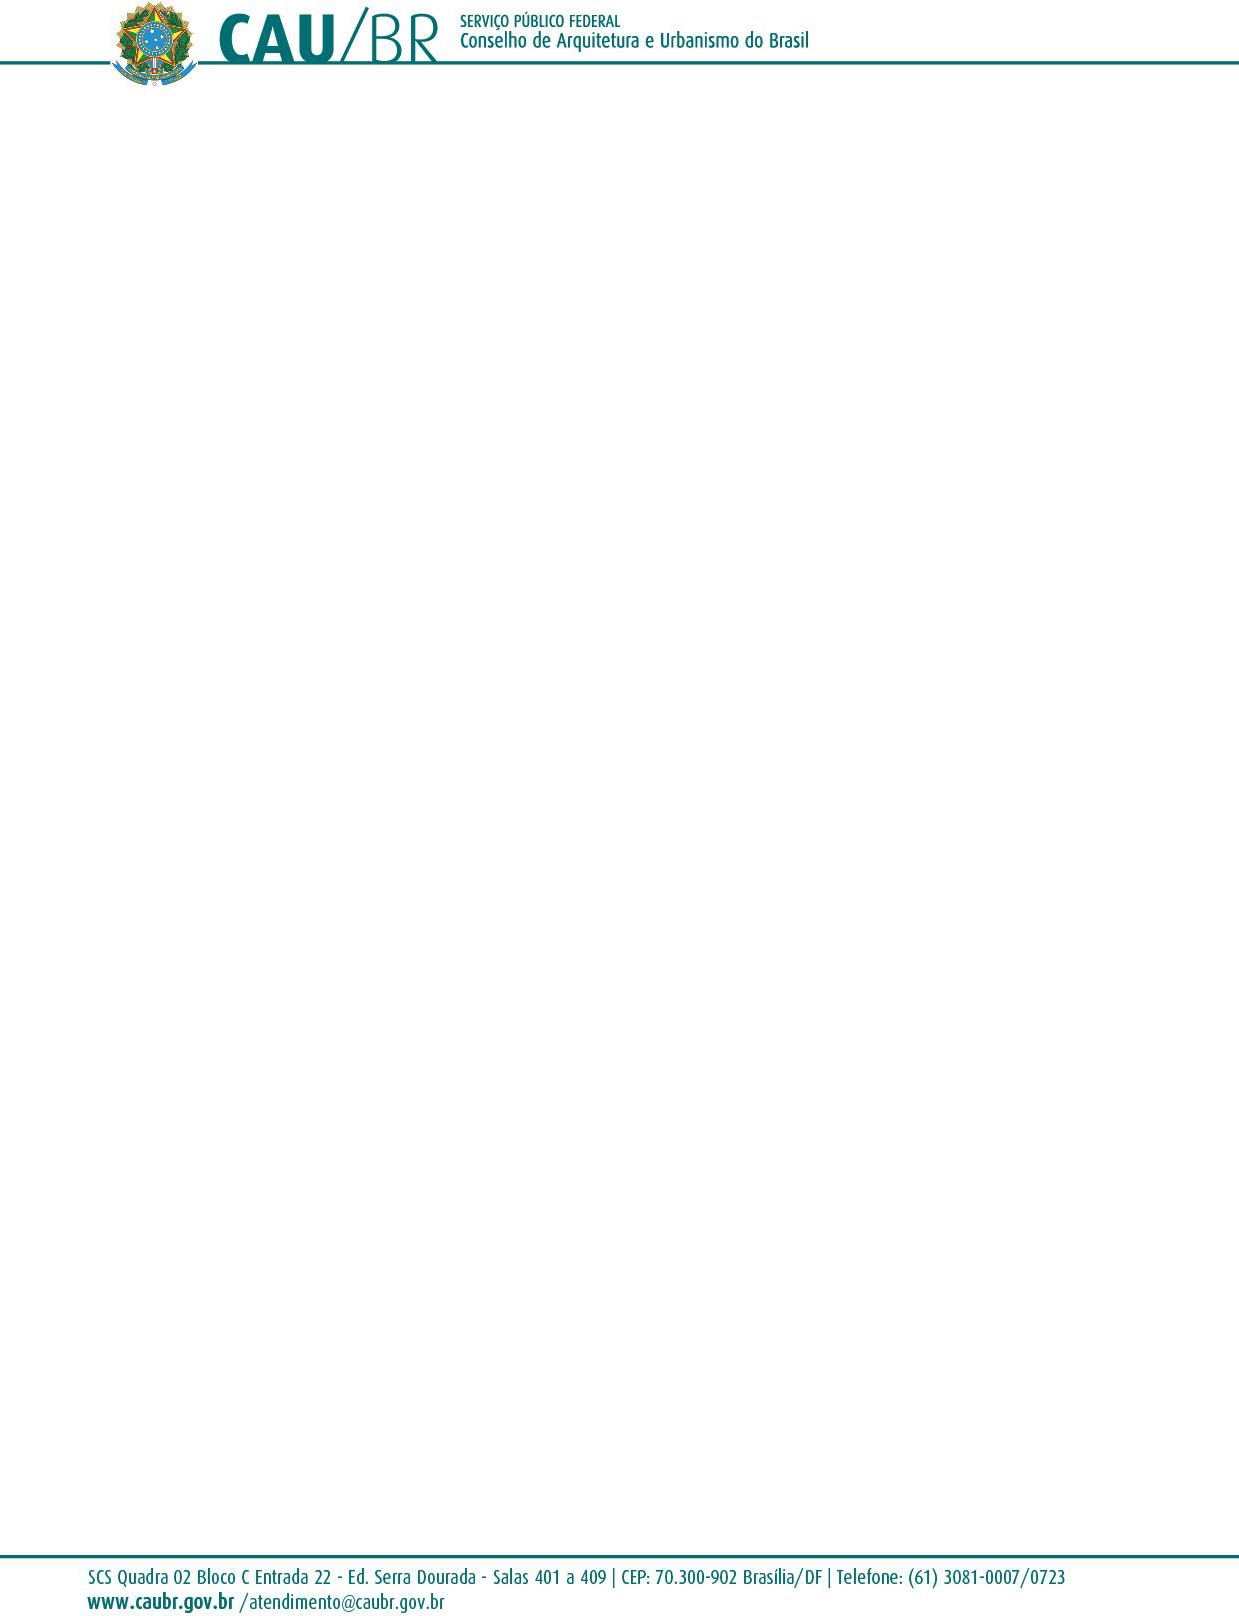 CAU/BR
SERVIÇO PÚBLICO FEDERAL
Conselho de Arquitetura e Urbanismo do Brasil
SCS Quadra 02 Bloco C Entrada 22 - Ed. Serra Dourada - Salas 401 a 409 | CEP: 70.300-902 Brasília/DF | Telefone: (61) 3081-0007/0723
www.caubr.gov.br /atendimento@caubr.gov.br